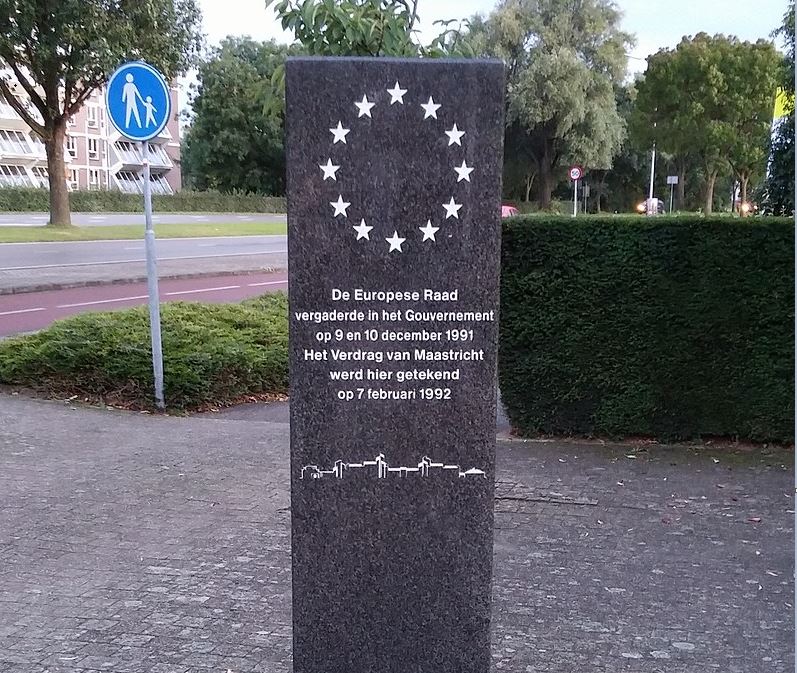 De Europese Raad
vergaderde in het Gouvernement
op 9 en 10 december 1991
Het Verdrag van Maastricht
werd hier getekend
op 7 februari 1992
50